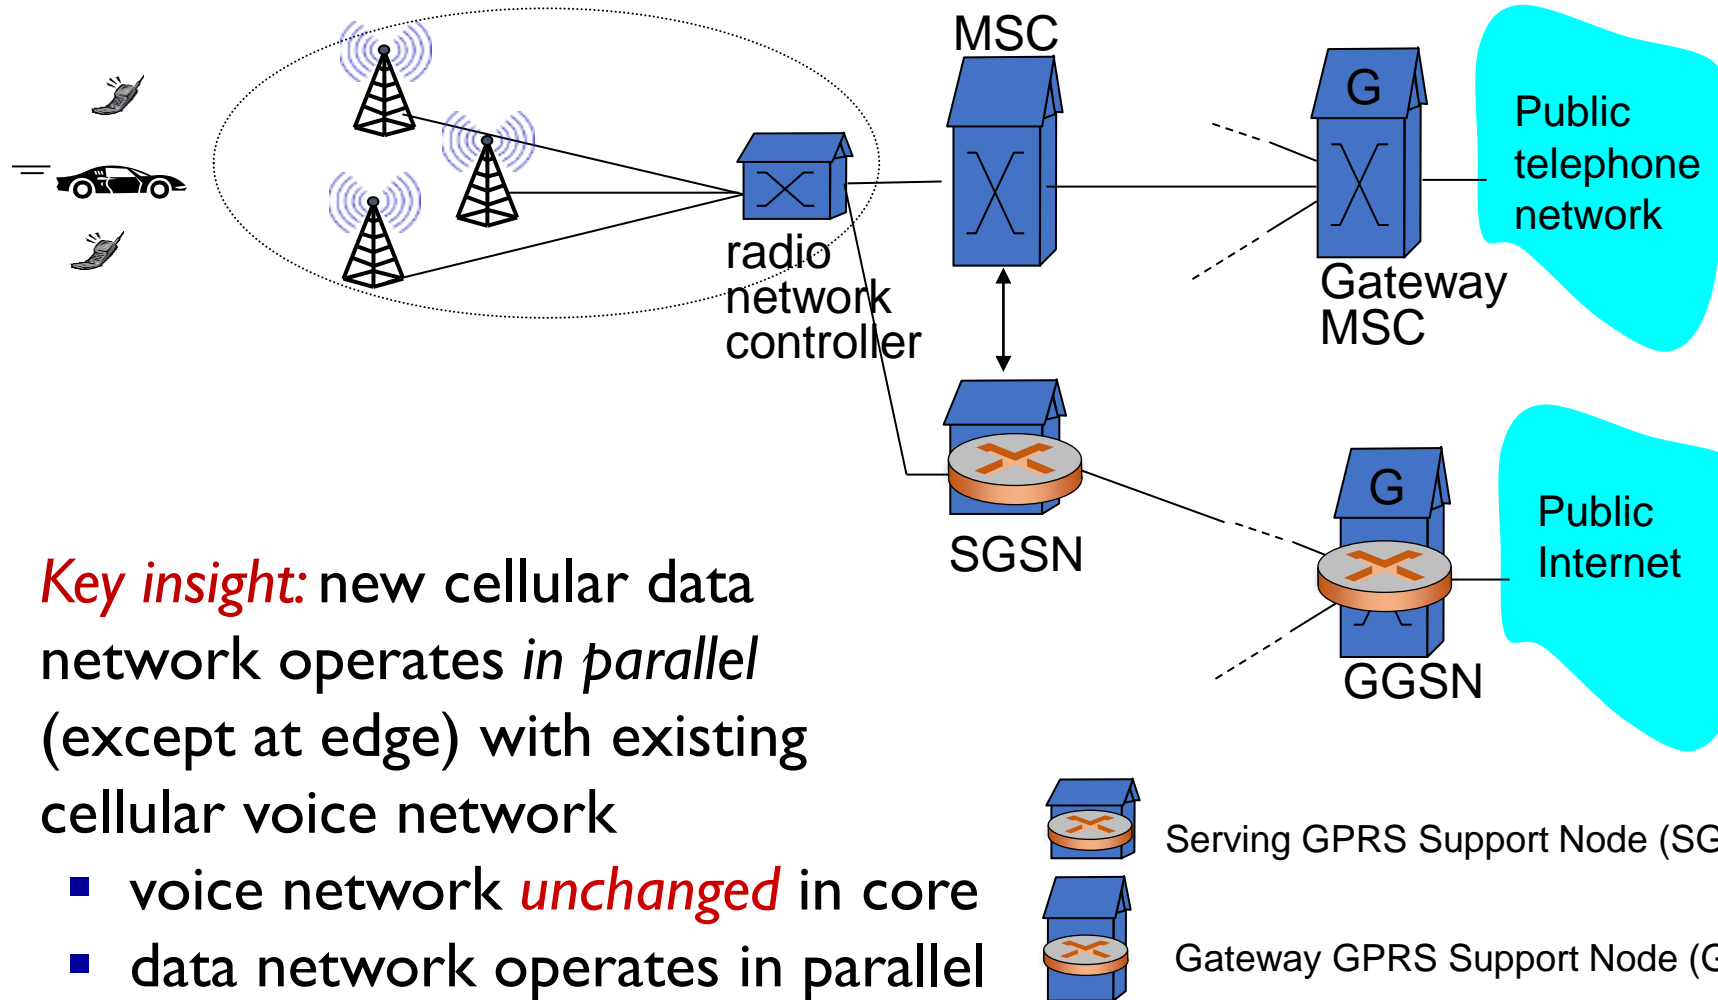 MSC
G
Public
telephone
network
radio
network
controller
Gateway
MSC
G
Public
Internet
SGSN
GGSN
Key insight: new cellular data
network operates in parallel
(except at edge) with existing
cellular voice network
voice network unchanged in core
data network operates in parallel
Serving GPRS Support Node (SG
Gateway GPRS Support Node (G